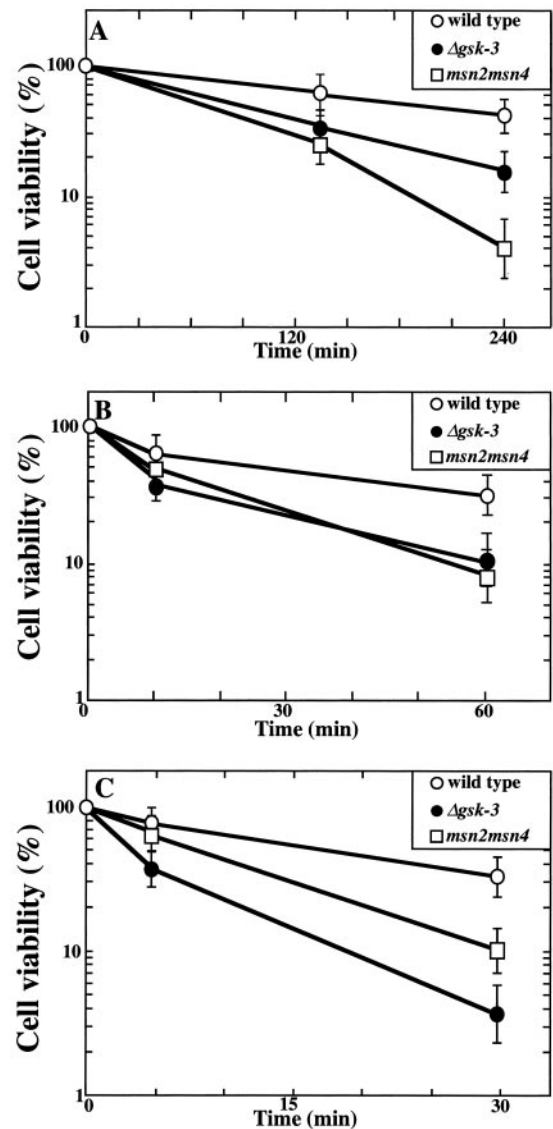 A
wild type
Δgsk-3
msn2msn4
Cell viability (%)
100
10
1
0 120 240
Time (min)
B
wild type
Δgsk-3
msn2msn4
Cell viability (%)
100
10
1
0 30 60
Time (min)
C
wild type
Δgsk-3
msn2msn4
Cell viability (%)
100
10
1
0 15 30
Time (min)